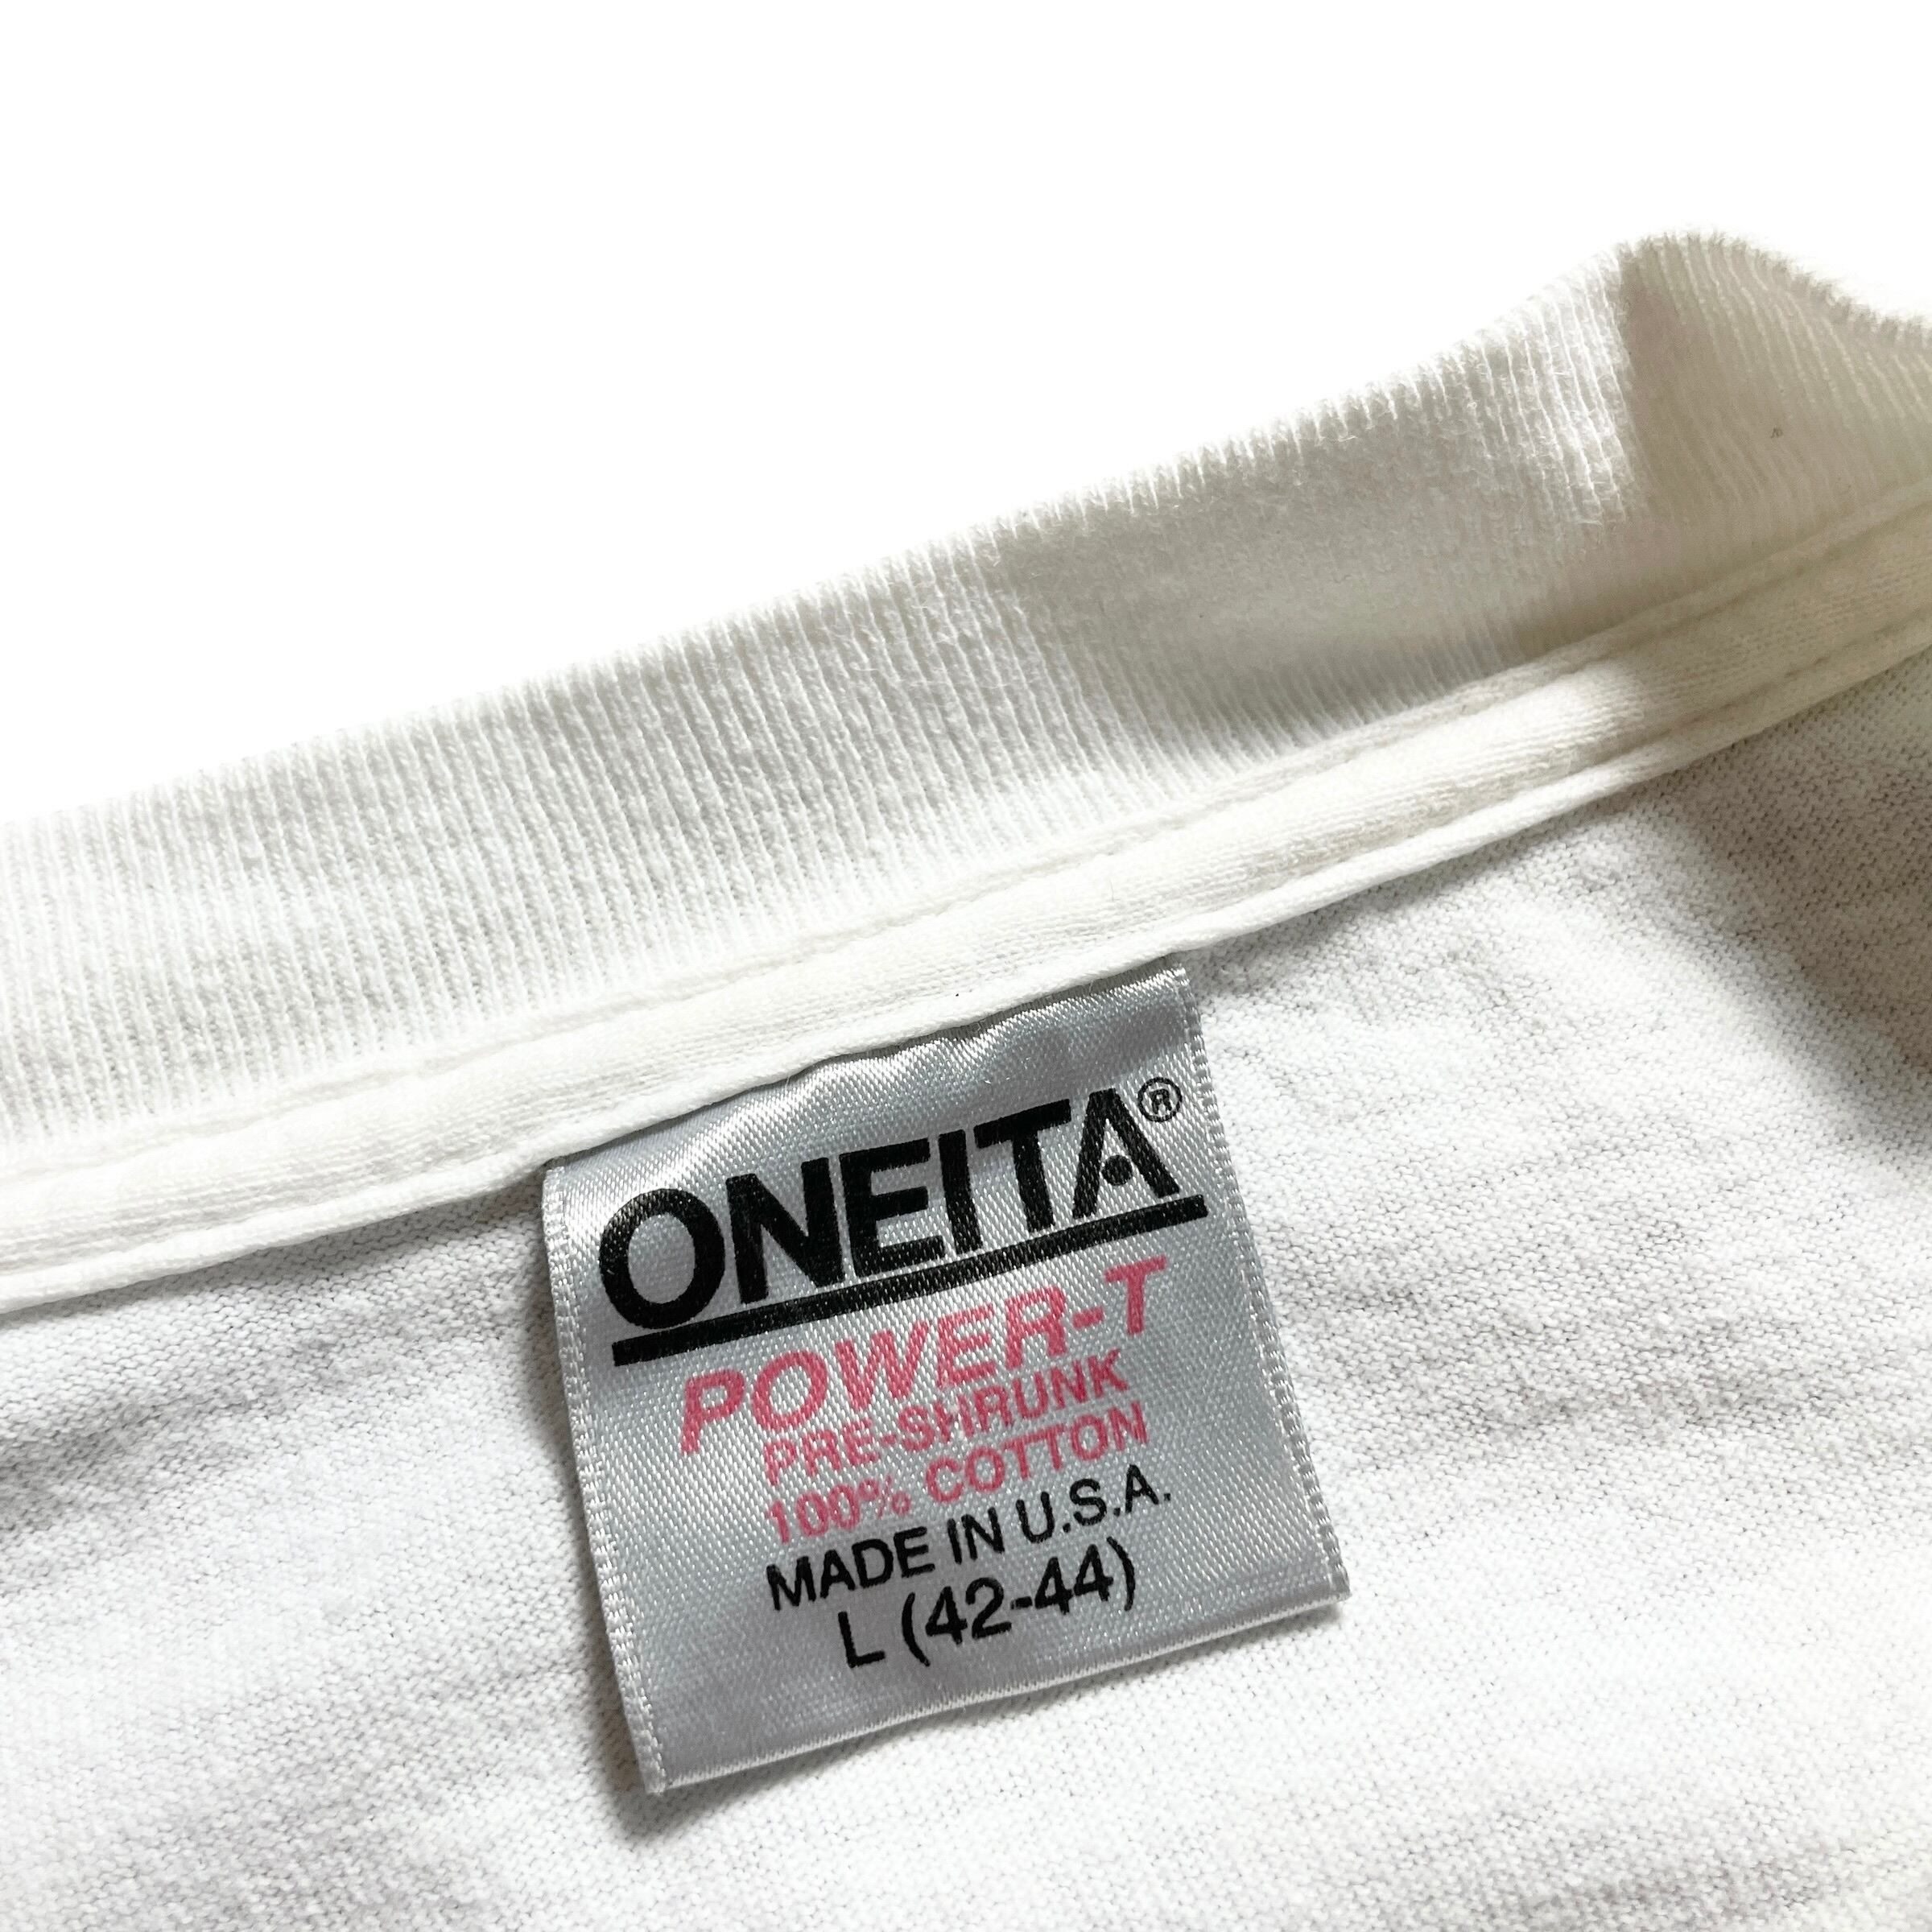 ONEITA®
POWER-T
PRE-SHRUNK
100% COTTON
MADE IN U.S.A.
L (42-44)